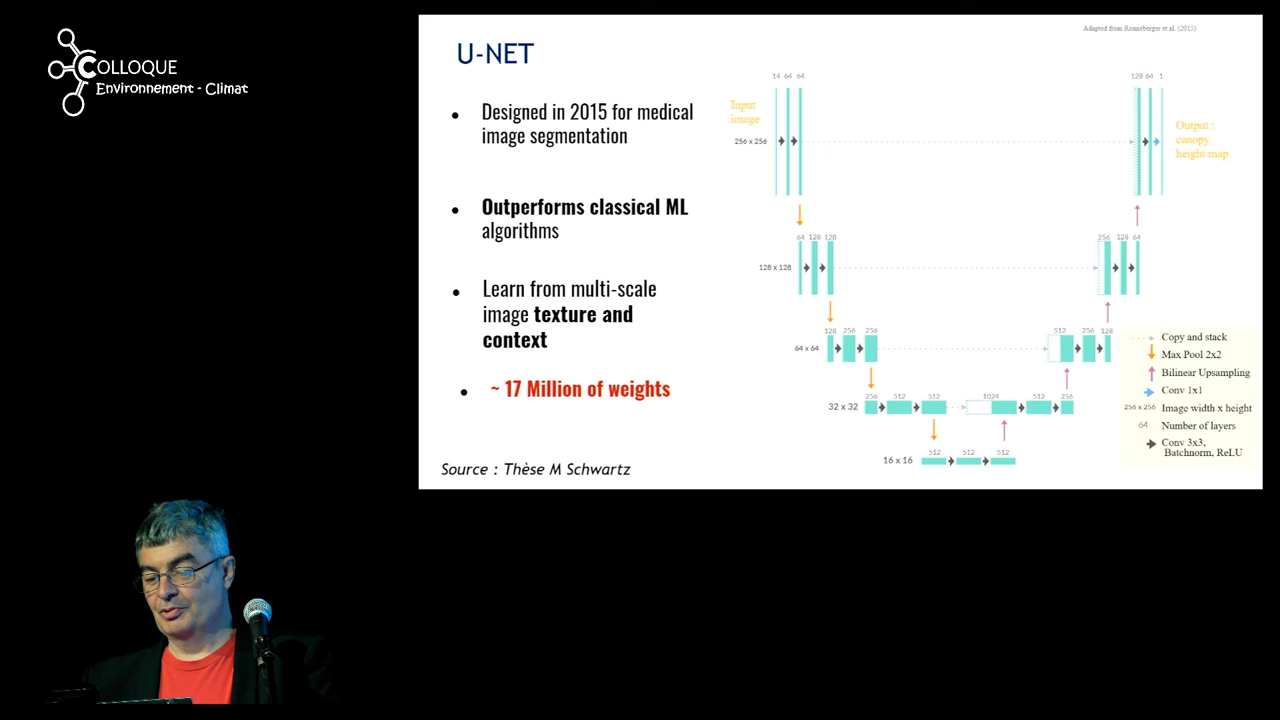 COLLOQUE
Environnement - Climat
Adapted from Ronneberger et al. (2015)
U-NET
Designed in 2015 for medical
image segmentation
Outperforms classical ML
algorithms
Learn from multi-scale
image texture and
context
~ 17 Million of weights
Source : Thèse M Schwartz
14 64 64
128 64 1
Input
image
256 x 256
Output :
canopy
height map
64 128 128
256 128 64
128 x 128
128 256 256
512 256 128
64 x 64
256 512 512
1024 512 256
32 x 32
512 512 512
16 x 16
Copy and stack
Max Pool 2x2
Bilinear Upsampling
Conv 1x1
256 x 256 Image width x height
64 Number of layers
Conv 3x3,
Batchnorm, ReLU